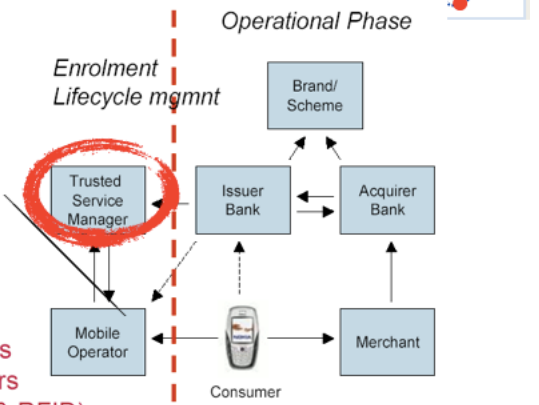 Operational Phase
Enrolment
Lifecycle mgmnt
Brand/
Scheme
Trusted
Service
Manager
Issuer
Bank
Acquirer
Bank
Mobile
Operator
Merchant
Consumer